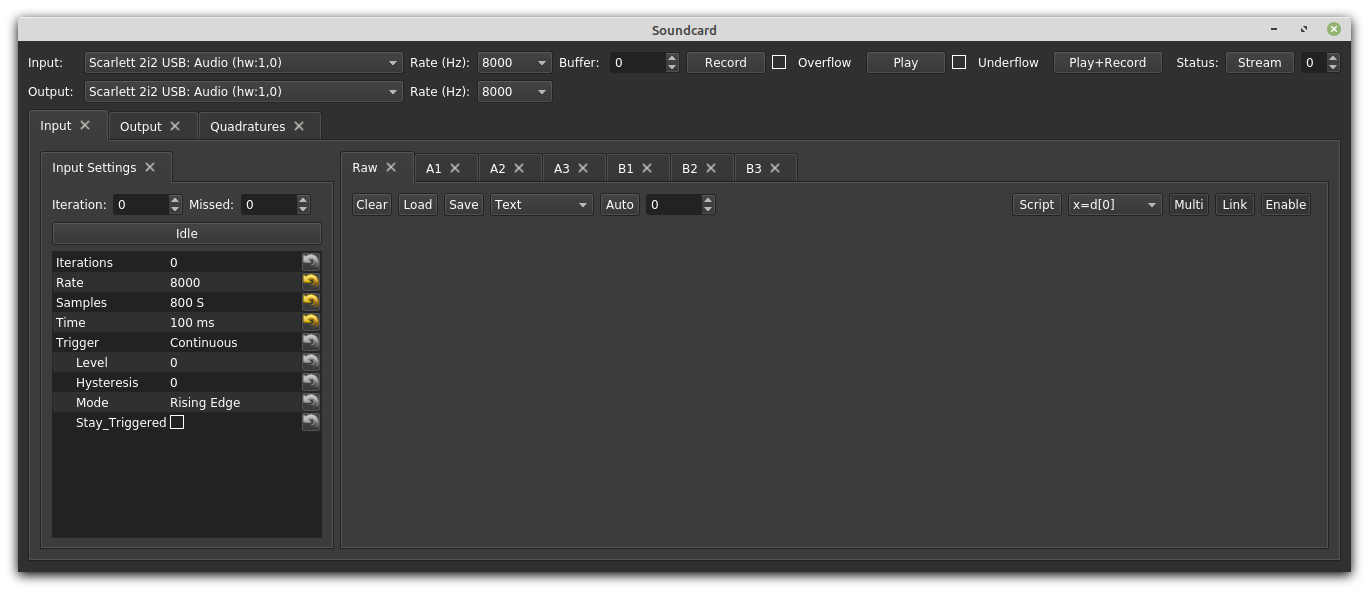 Soundcard
Input: Scarlett 2i2 USB: Audio (hw:1,0) Rate (Hz): 8000 Buffer: 0 Record Overflow Play Underflow Play+Record Status: Stream 0
Output: Scarlett 2i2 USB: Audio (hw:1,0) Rate (Hz): 8000
Input Output Quadratures
Input Settings Raw A1 A2 A3 B1 B2 B3
Iteration: 0 Missed: 0 Clear Load Save Text Auto 0 Script x=d[0] Multi Link Enable
Idle
Iterations 0
Rate 8000
Samples 800 S
Time 100 ms
Trigger Continuous
Level 0
Hysteresis 0
Mode Rising Edge
Stay_Triggered